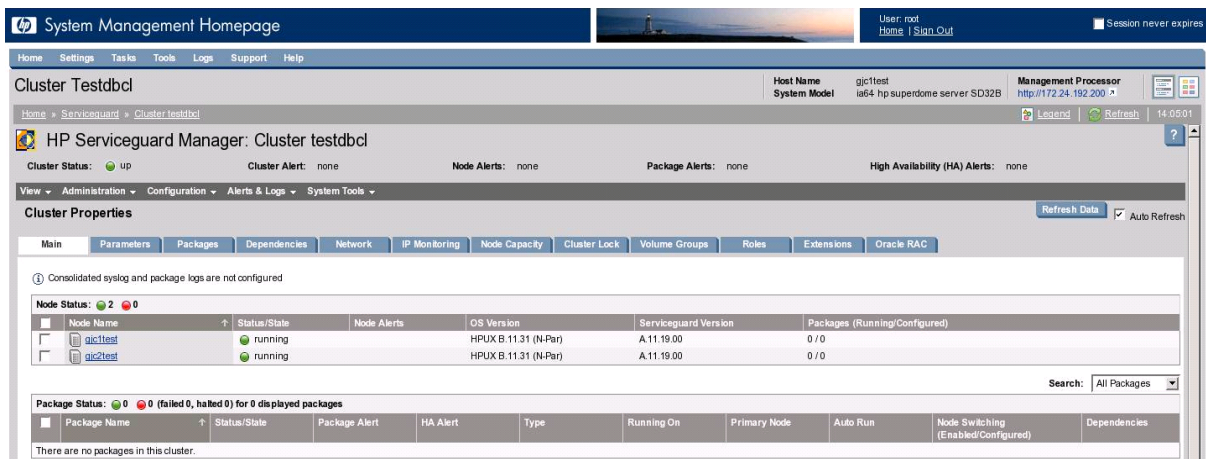 hp System Management Homepage
User: root
Home | Sign Out
Session never expires
Home Settings Tasks Tools Logs Support Help
Cluster Testdbcl
Host Name gjc1test
System Model ia64 hp superdome server SD32B
Management Processor
http://172.24.192.200
Home » Serviceguard » Cluster testdbcl
Legend | Refresh | 14:05:01
HP Serviceguard Manager: Cluster testdbcl
?
Cluster Status: up Cluster Alert: none Node Alerts: none Package Alerts: none High Availability (HA) Alerts: none
View Administration Configuration Alerts & Logs System Tools
Cluster Properties
Refresh Data Auto Refresh
Main Parameters Packages Dependencies Network IP Monitoring Node Capacity Cluster Lock Volume Groups Roles Extensions Oracle RAC
Consolidated syslog and package logs are not configured
Node Status: 2 0
Node Name Status/State Node Alerts OS Version Serviceguard Version Packages (Running/Configured)
gjc1test running HPUX B.11.31 (N-Par) A.11.19.00 0 / 0
gjc2test running HPUX B.11.31 (N-Par) A.11.19.00 0 / 0
Search: All Packages
Package Status: 0 0 (failed 0, halted 0) for 0 displayed packages
Package Name Status/State Package Alert HA Alert Type Running On Primary Node Auto Run Node Switching (Enabled/Configured) Dependencies
There are no packages in this cluster.